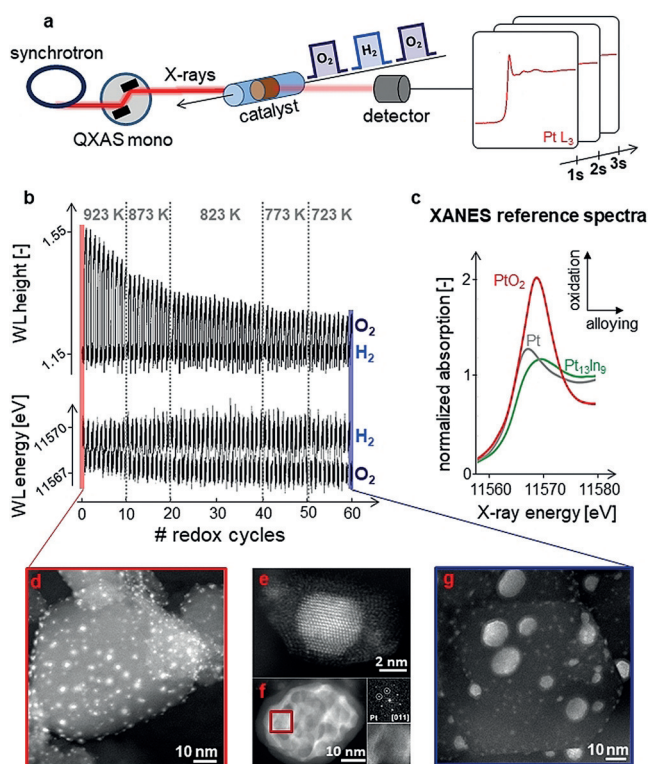 a
synchrotron
X-rays
QXAS mono
catalyst
O2
H2
O2
detector
Pt L3
1s 2s 3s
b
923 K 873 K 823 K 773 K 723 K
WL height [-]
1.55
1.15
O2
H2
WL energy [eV]
11570
11567
H2
O2
0 10 20 30 40 50 60
# redox cycles
c
XANES reference spectra
normalized absorption [-]
2
1
0
PtO2
Pt
Pt13In9
oxidation
alloying
11560 11570 11580
X-ray energy [eV]
d
10 nm
e
2 nm
f
10 nm
Pt [011]
g
10 nm